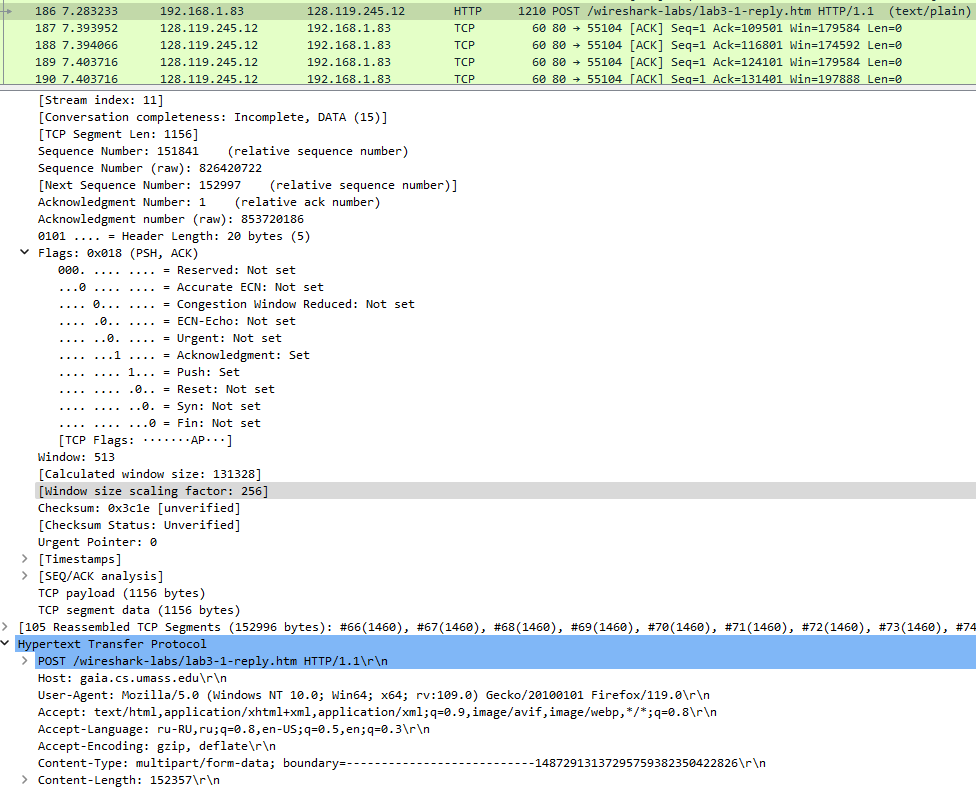 186 7.283233 192.168.1.83 128.119.245.12 HTTP 1210 POST /wireshark-labs/lab3-1-reply.htm HTTP/1.1 (text/plain)
187 7.393952 128.119.245.12 192.168.1.83 TCP 60 80 → 55104 [ACK] Seq=1 Ack=109501 Win=179584 Len=0
188 7.394066 128.119.245.12 192.168.1.83 TCP 60 80 → 55104 [ACK] Seq=1 Ack=116801 Win=174592 Len=0
189 7.403716 128.119.245.12 192.168.1.83 TCP 60 80 → 55104 [ACK] Seq=1 Ack=124101 Win=179584 Len=0
190 7.403716 128.119.245.12 192.168.1.83 TCP 60 80 → 55104 [ACK] Seq=1 Ack=131401 Win=197888 Len=0
[Stream index: 11]
[Conversation completeness: Incomplete, DATA (15)]
[TCP Segment Len: 1156]
Sequence Number: 151841 (relative sequence number)
Sequence Number (raw): 826420722
[Next Sequence Number: 152997 (relative sequence number)]
Acknowledgment Number: 1 (relative ack number)
Acknowledgment number (raw): 853720186
0101 .... = Header Length: 20 bytes (5)
Flags: 0x018 (PSH, ACK)
000. .... .... = Reserved: Not set
...0 .... .... = Accurate ECN: Not set
.... 0... .... = Congestion Window Reduced: Not set
.... .0.. .... = ECN-Echo: Not set
.... ..0. .... = Urgent: Not set
.... ...1 .... = Acknowledgment: Set
.... .... 1... = Push: Set
.... .... .0.. = Reset: Not set
.... .... ..0. = Syn: Not set
.... .... ...0 = Fin: Not set
[TCP Flags: ·······AP···]
Window: 513
[Calculated window size: 131328]
[Window size scaling factor: 256]
Checksum: 0x3c1e [unverified]
[Checksum Status: Unverified]
Urgent Pointer: 0
[Timestamps]
[SEQ/ACK analysis]
TCP payload (1156 bytes)
TCP segment data (1156 bytes)
[105 Reassembled TCP Segments (152996 bytes): #66(1460), #67(1460), #68(1460), #69(1460), #70(1460), #71(1460), #72(1460), #73(1460), #74
Hypertext Transfer Protocol
POST /wireshark-labs/lab3-1-reply.htm HTTP/1.1\r\n
Host: gaia.cs.umass.edu\r\n
User-Agent: Mozilla/5.0 (Windows NT 10.0; Win64; x64; rv:109.0) Gecko/20100101 Firefox/119.0\r\n
Accept: text/html,application/xhtml+xml,application/xml;q=0.9,image/avif,image/webp,*/*;q=0.8\r\n
Accept-Language: ru-RU,ru;q=0.8,en-US;q=0.5,en;q=0.3\r\n
Accept-Encoding: gzip, deflate\r\n
Content-Type: multipart/form-data; boundary=---------------------------14872913137295759382350422826\r\n
Content-Length: 152357\r\n